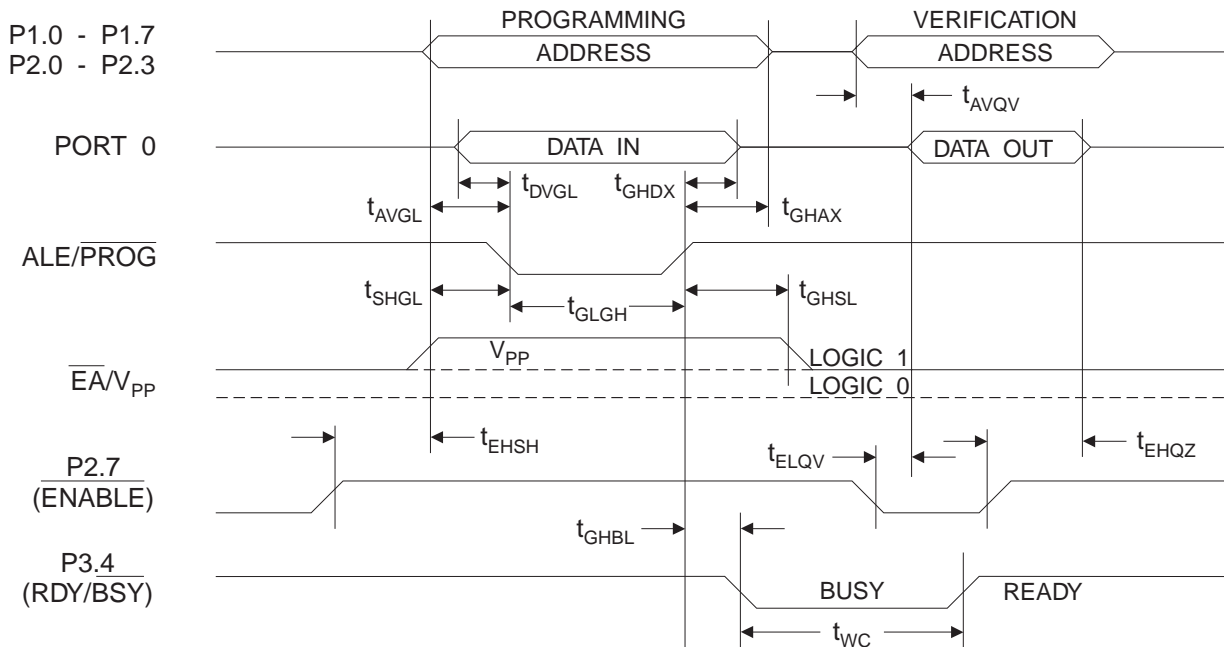 PROGRAMMING
VERIFICATION
P1.0 - P1.7
P2.0 - P2.3
ADDRESS
ADDRESS
tAVQV
PORT 0
DATA IN
DATA OUT
tDVGL
tGHDX
tAVGL
tGHAX
ALE/PROG
tSHGL
tGLGH
tGHSL
VPP
LOGIC 1
EA/VPP
LOGIC 0
tEHSH
tELQV
tEHQZ
P2.7
(ENABLE)
tGHBL
P3.4
(RDY/BSY)
BUSY
READY
tWC